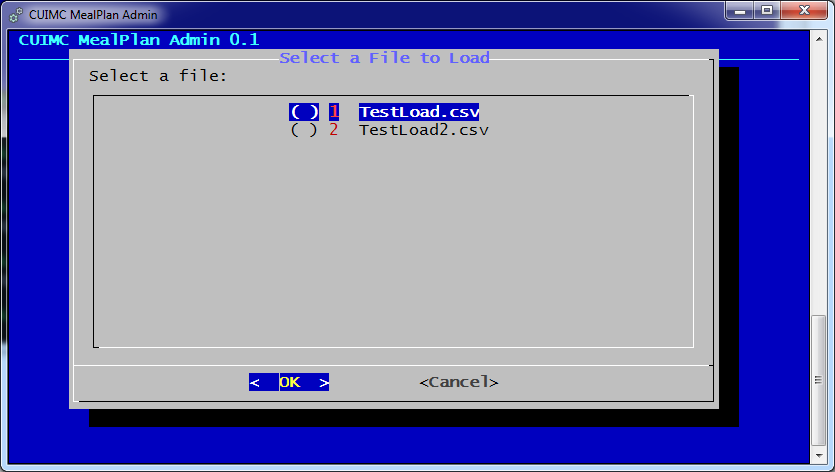 CUIMC MealPlan Admin
CUIMC MealPlan Admin 0.1
Select a File to Load
Select a file:
( ) 1 TestLoad.csv
( ) 2 TestLoad2.csv
< OK > <Cancel>